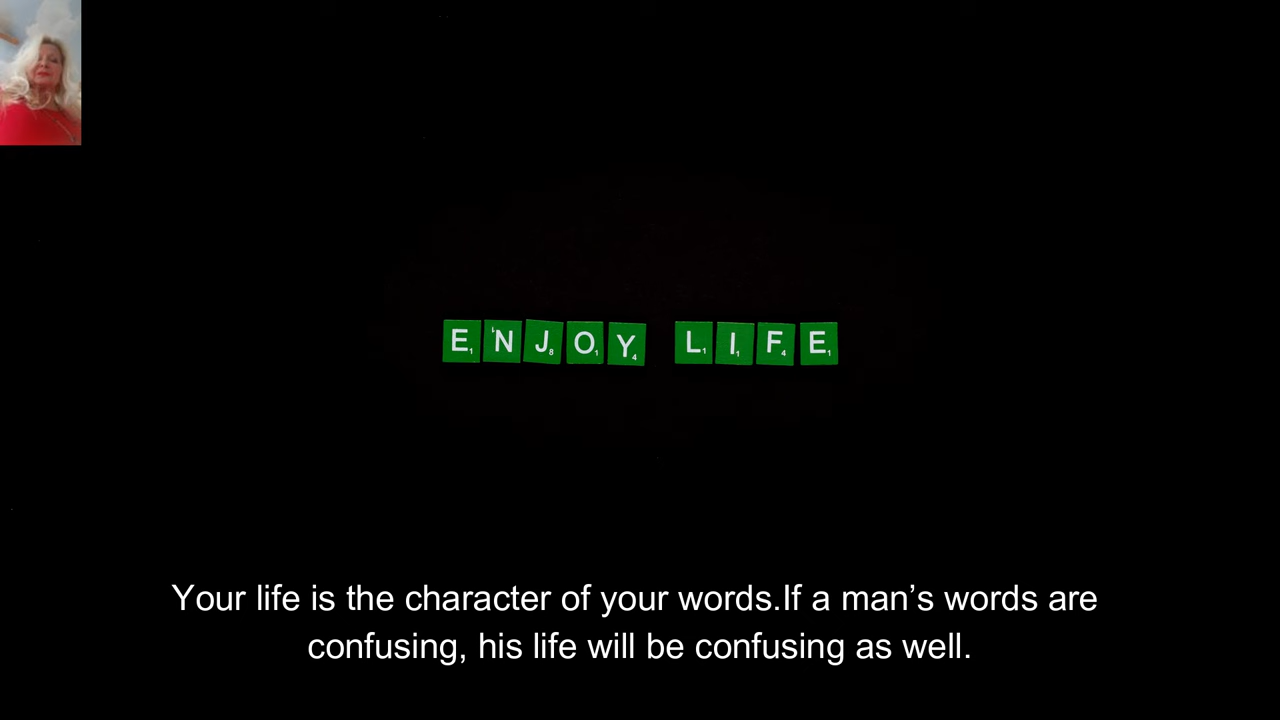 ENJOY LIFE
Your life is the character of your words.If a man’s words are
confusing, his life will be confusing as well.